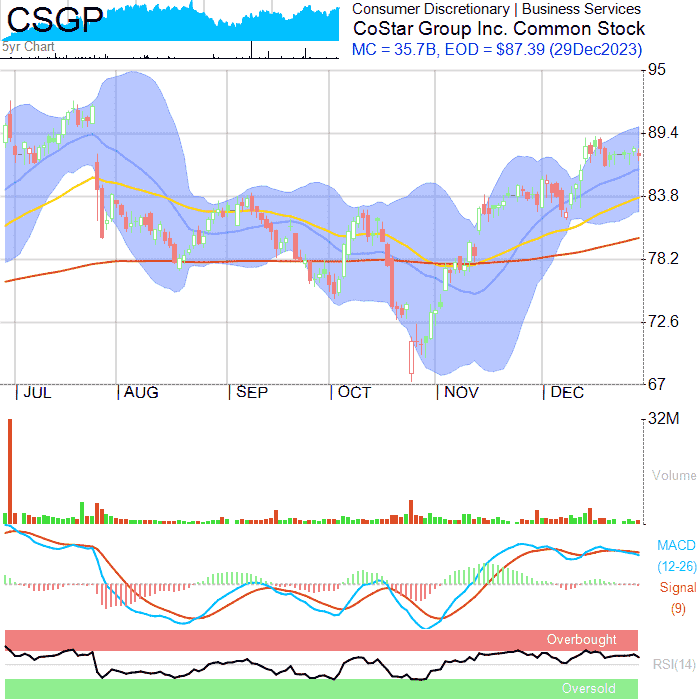 CSGP
5yr Chart
Consumer Discretionary | Business Services
CoStar Group Inc. Common Stock
MC = 35.7B, EOD = $87.39 (29Dec2023)
95
89.4
83.8
78.2
72.6
67
JUL AUG SEP OCT NOV DEC
32M
Volume
MACD
(12-26)
Signal
(9)
Overbought
RSI(14)
Oversold